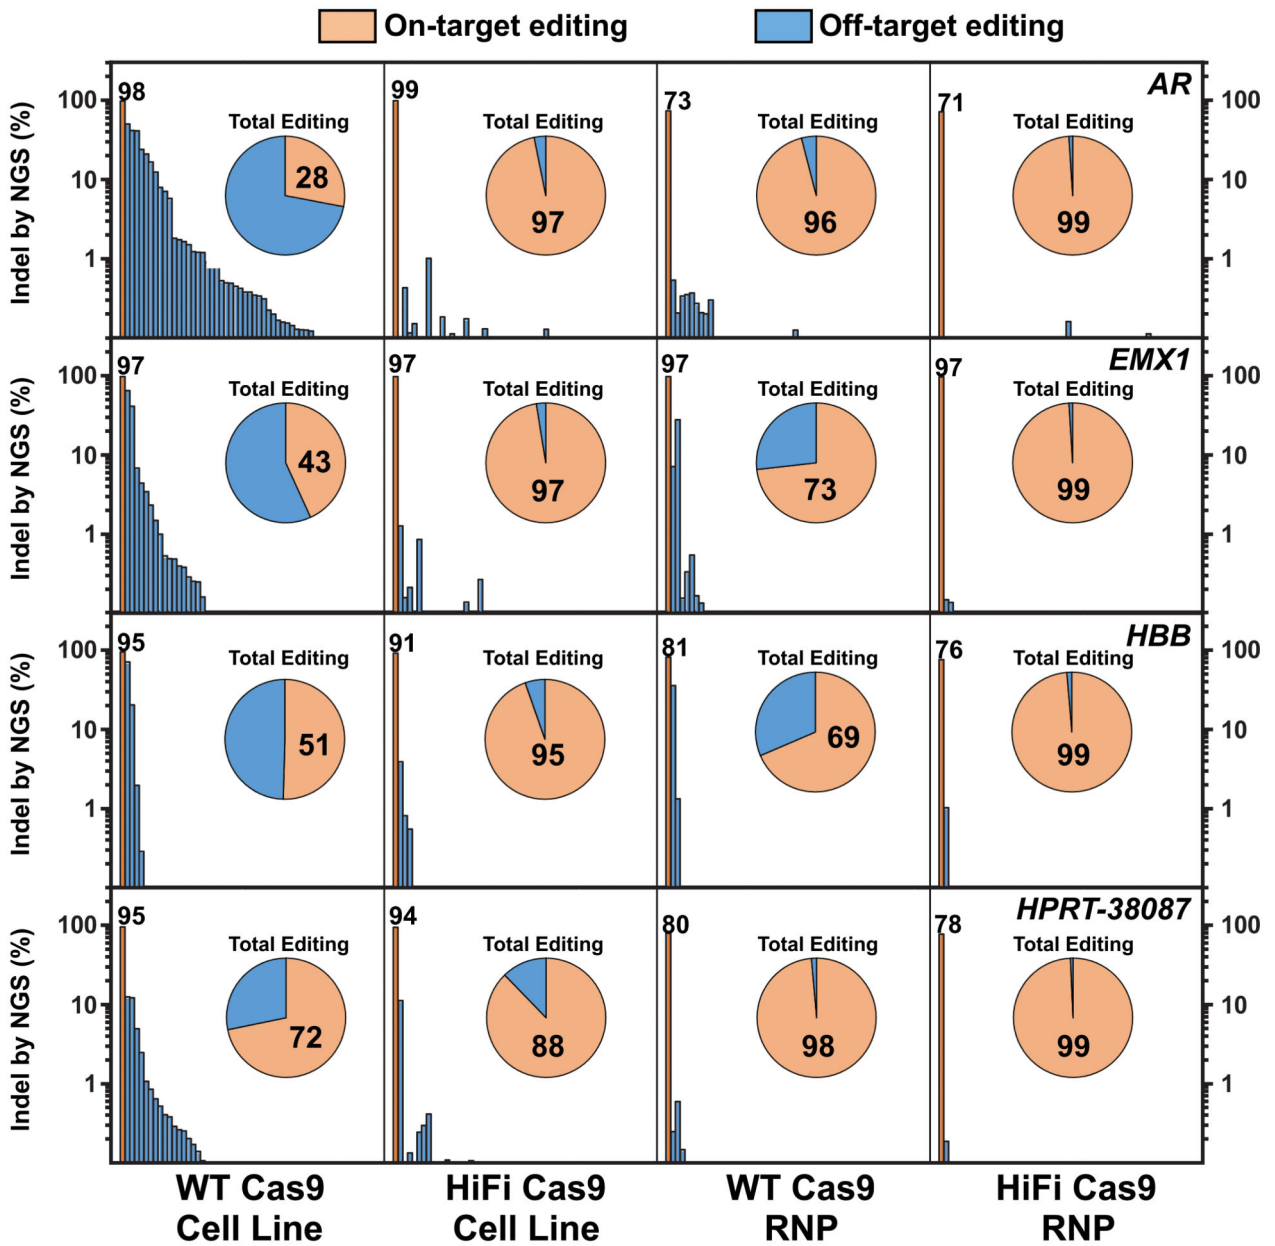 On-target editing Off-target editing
AR
98 99 73 71
Total Editing Total Editing Total Editing Total Editing
28 97 96 99
Indel by NGS (%)
100 100
10 10
1 1
EMX1
97 97 97 97
Total Editing Total Editing Total Editing Total Editing
43 97 73 99
Indel by NGS (%)
100 100
10 10
1 1
HBB
95 91 81 76
Total Editing Total Editing Total Editing Total Editing
51 95 69 99
Indel by NGS (%)
100 100
10 10
1 1
HPRT-38087
95 94 80 78
Total Editing Total Editing Total Editing Total Editing
72 88 98 99
Indel by NGS (%)
100 100
10 10
1 1
WT Cas9 HiFi Cas9 WT Cas9 HiFi Cas9
Cell Line Cell Line RNP RNP